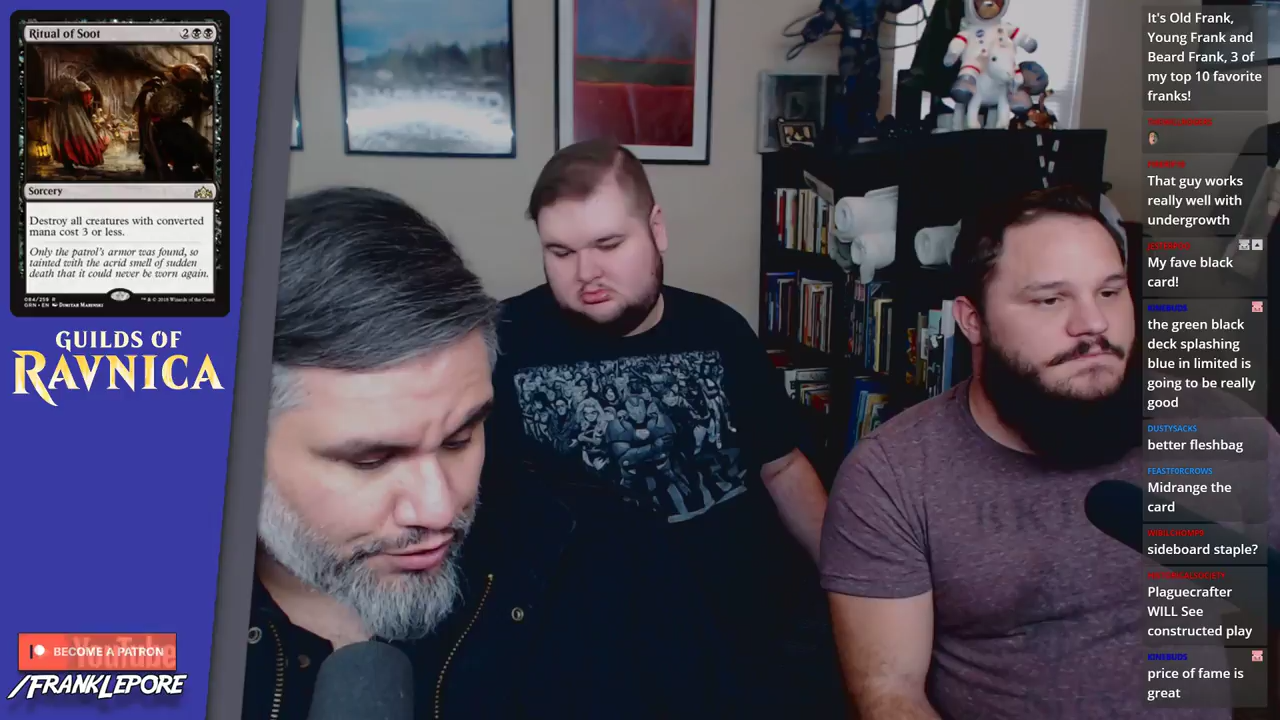 Ritual of Soot
2
Sorcery
Destroy all creatures with converted
mana cost 3 or less.
Only the patrol's armor was found, so
tainted with the acrid smell of sudden
death that it could never be worn again.
GUILDS OF
RAVNICA
BECOME A PATRON
YouTube
/FRANKLEPORE
It's Old Frank,
Young Frank and
Beard Frank, 3 of
my top 10 favorite
franks!
That guy works
really well with
undergrowth
My fave black
card!
KINEBUDS
the green black
deck splashing
blue in limited is
going to be really
good
DUSTYSACKS
better fleshbag
FEASTFORCROWS
Midrange the
card
sideboard staple?
Plaguecrafter
WILL See
constructed play
KINEBUDS
price of fame is
great